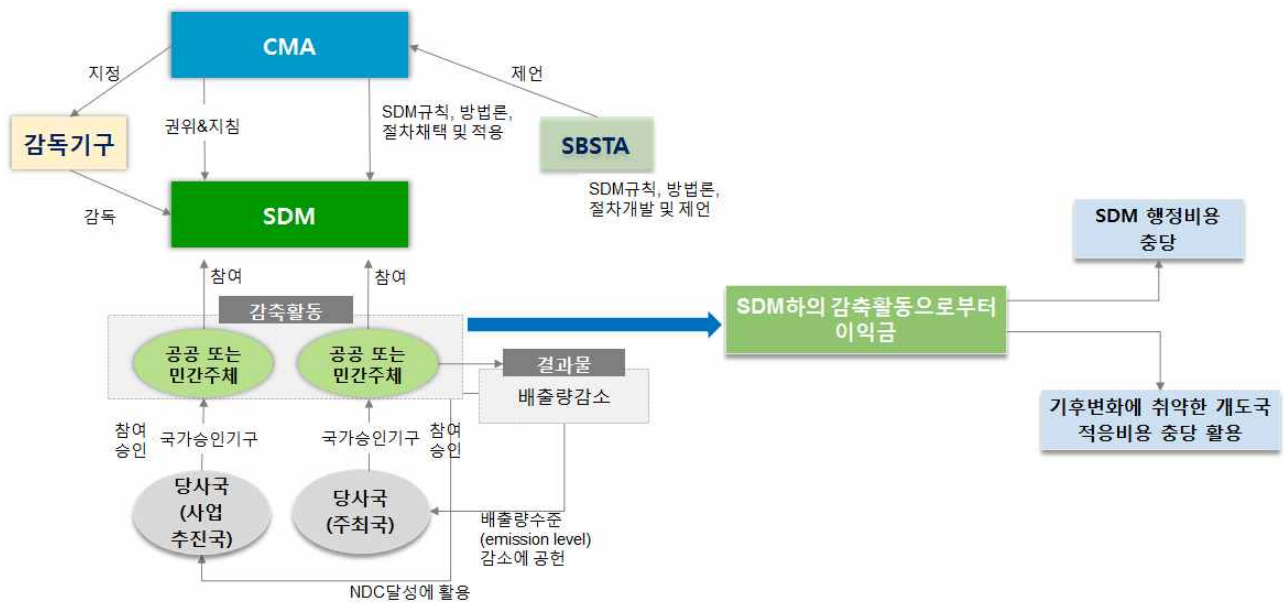 CMA
지정
제언
권위&지침
SDM규칙, 방법론,
절차채택 및 적용
감독기구
SBSTA
SDM규칙, 방법론,
절차개발 및 제언
감독
SDM
SDM 행정비용
충당
참여
참여
감축활동
SDM하의 감축활동으로부터
이익금
공공 또는
민간주체
공공 또는
민간주체
결과물
배출량감소
기후변화에 취약한 개도국
적응비용 충당 활용
참여
승인
국가승인기구
국가승인기구
참여
승인
당사국
(사업
추진국)
당사국
(주최국)
배출량수준
(emission level)
감소에 공헌
NDC달성에 활용